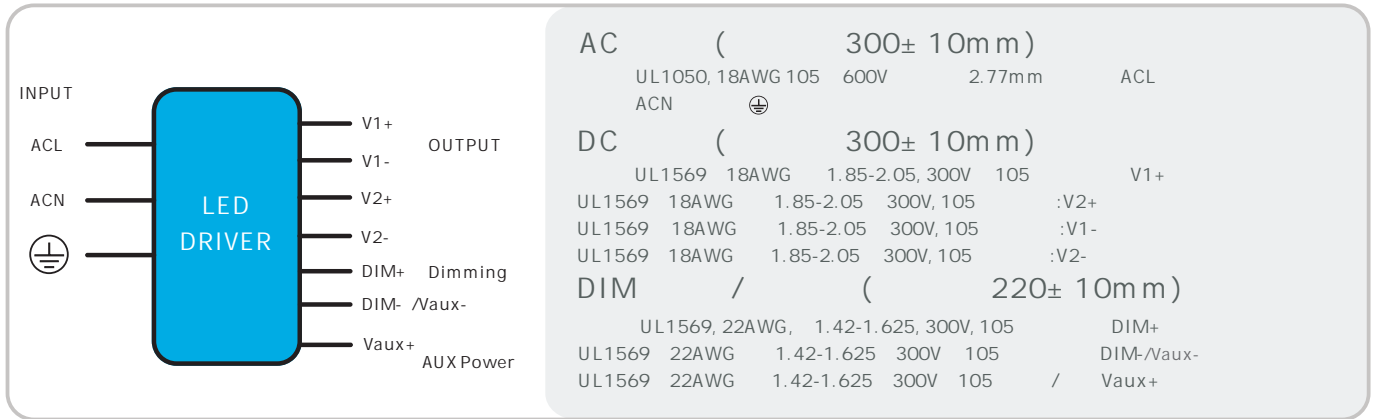 INPUT
ACL
ACN
LED
DRIVER
V1+
V1-
V2+
V2-
DIM+
DIM- /Vaux-
Vaux+
OUTPUT
Dimming
AUX Power
AC ( 300± 10mm)
UL1050, 18AWG 105 600V 2.77mm ACL
ACN
DC ( 300± 10mm)
UL1569 18AWG 1.85-2.05, 300V 105 V1+
UL1569 18AWG 1.85-2.05 300V, 105 :V2+
UL1569 18AWG 1.85-2.05 300V, 105 :V1-
UL1569 18AWG 1.85-2.05 300V, 105 :V2-
DIM / ( 220± 10mm)
UL1569, 22AWG, 1.42-1.625, 300V, 105 DIM+
UL1569 22AWG 1.42-1.625 300V 105 DIM-/Vaux-
UL1569 22AWG 1.42-1.625 300V 105 / Vaux+